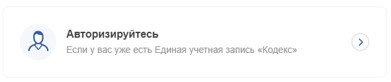 Авторизируйтесь
Если у вас уже есть Единая учетная запись «Кодекс»